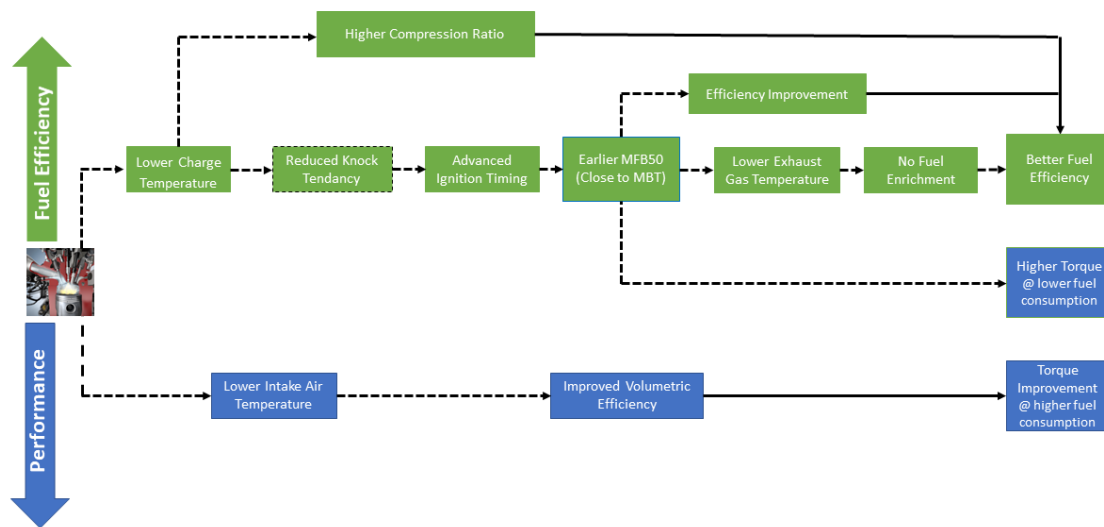 Higher Compression Ratio
Efficiency Improvement
Fuel Efficiency
Lower Charge
Temperature
Reduced Knock
Tendency
Advanced
Ignition Timing
Earlier MFB50
(Close to MBT)
Lower Exhaust
Gas Temperature
No Fuel
Enrichment
Better Fuel
Efficiency
Higher Torque
@ lower fuel
consumption
Performance
Lower Intake Air
Temperature
Improved Volumetric
Efficiency
Torque
Improvement
@ higher fuel
consumption